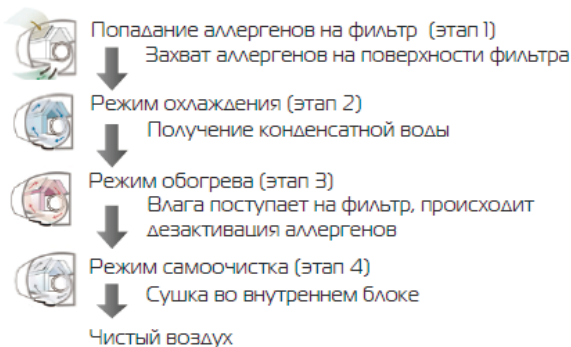 Попадание аллергенов на фильтр (этап 1)
Захват аллергенов на поверхности фильтра
Режим охлаждения (этап 2)
Получение конденсатной воды
Режим обогрева (этап 3)
Влага поступает на фильтр, происходит
дезактивация аллергенов
Режим самоочистка (этап 4)
Сушка во внутреннем блоке
Чистый воздух